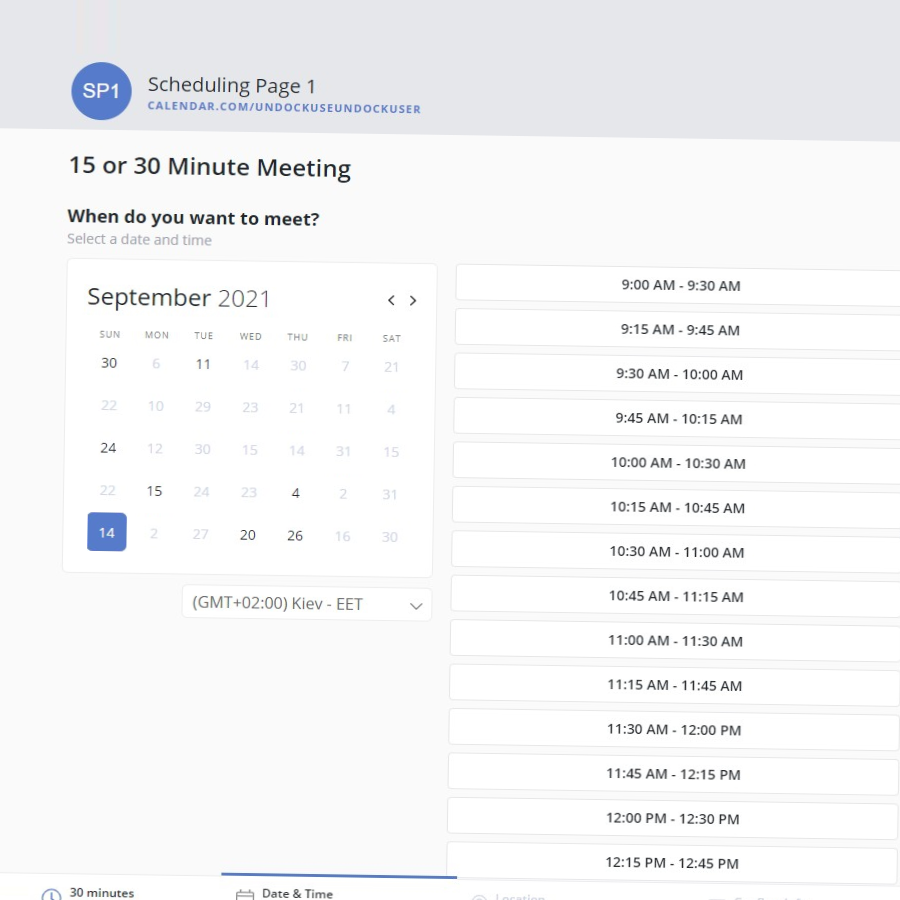 SP1
Scheduling Page 1
CALENDAR.COM/UNDOCKUSEUNDOCKUSER
15 or 30 Minute Meeting
When do you want to meet?
Select a date and time
September 2021
SUN MON TUE WED THU FRI SAT
30 6 11 14 30 7 21
22 10 29 23 21 11 4
24 12 30 15 14 31 15
22 15 24 23 4 2 31
14 2 27 20 26 16 30
(GMT+02:00) Kiev - EET
9:00 AM - 9:30 AM
9:15 AM - 9:45 AM
9:30 AM - 10:00 AM
9:45 AM - 10:15 AM
10:00 AM - 10:30 AM
10:15 AM - 10:45 AM
10:30 AM - 11:00 AM
10:45 AM - 11:15 AM
11:00 AM - 11:30 AM
11:15 AM - 11:45 AM
11:30 AM - 12:00 PM
11:45 AM - 12:15 PM
12:00 PM - 12:30 PM
12:15 PM - 12:45 PM
30 minutes
Date & Time
Location